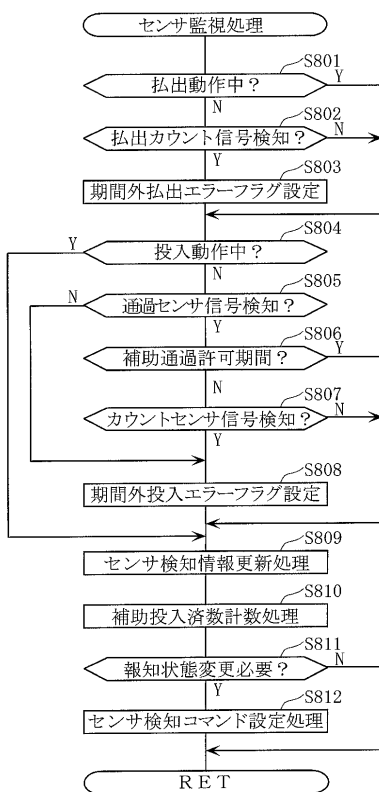 センサ監視処理
S801
払出動作中？
Y
N
S802
払出カウント信号検知？
N
Y
S803
期間外払出エラーフラグ設定
S804
Y
投入動作中？
N
S805
N
通過センサ信号検知？
Y
S806
補助通過許可期間？
Y
N
S807
カウントセンサ信号検知？
N
Y
S808
期間外投入エラーフラグ設定
S809
センサ検知情報更新処理
S810
補助投入済数計数処理
S811
報知状態変更必要？
N
Y
S812
センサ検知コマンド設定処理
RET